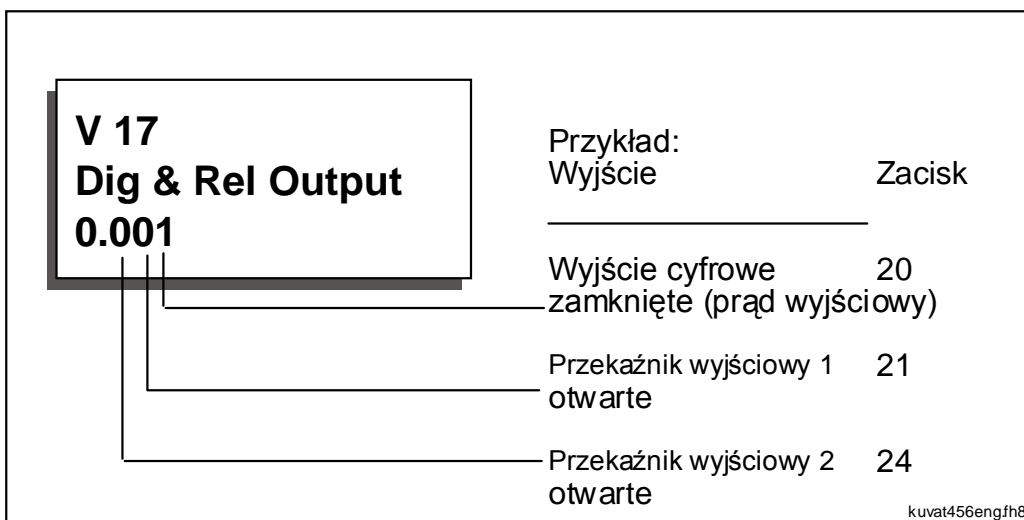 V 17
Dig & Rel Output
0.001
Przykład:
Wyjście Zacisk
Wyjście cyfrowe 20
zamknięte (prąd wyjściowy)
Przekaźnik wyjściowy 1 21
otwarte
Przekaźnik wyjściowy 2 24
otwarte
kuvat456eng.fh8